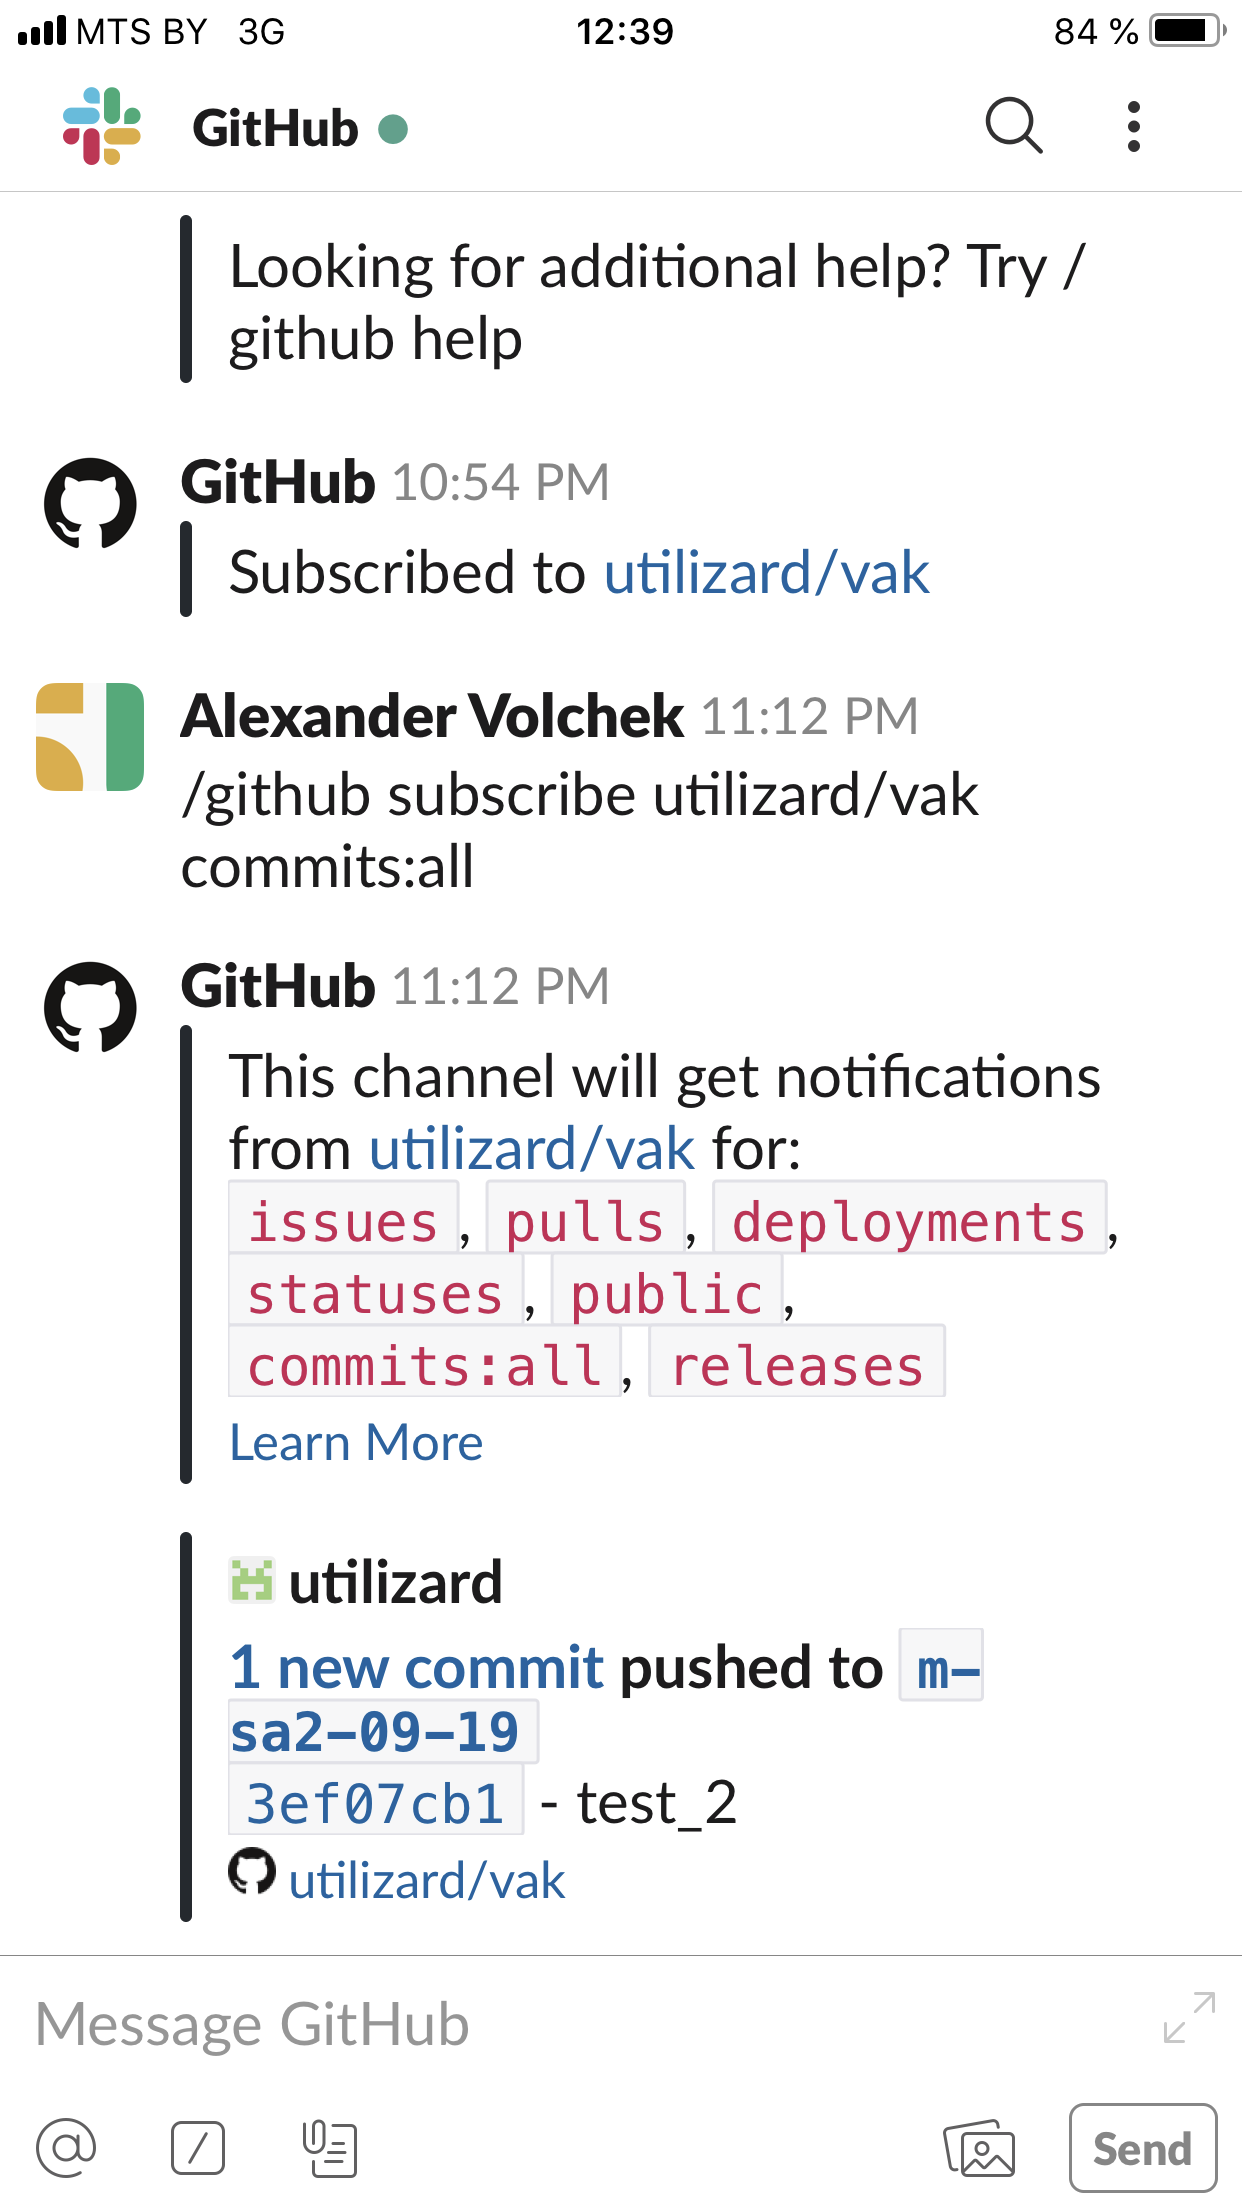 MTS BY 3G 12:39 84 %
GitHub
Looking for additional help? Try /
github help
GitHub 10:54 PM
Subscribed to utilizard/vak
Alexander Volchek 11:12 PM
/github subscribe utilizard/vak
commits:all
GitHub 11:12 PM
This channel will get notifications
from utilizard/vak for:
issues, pulls, deployments,
statuses, public,
commits:all, releases
Learn More
utilizard
1 new commit pushed to m-
sa2-09-19
3ef07cb1 - test_2
utilizard/vak
Message GitHub
Send